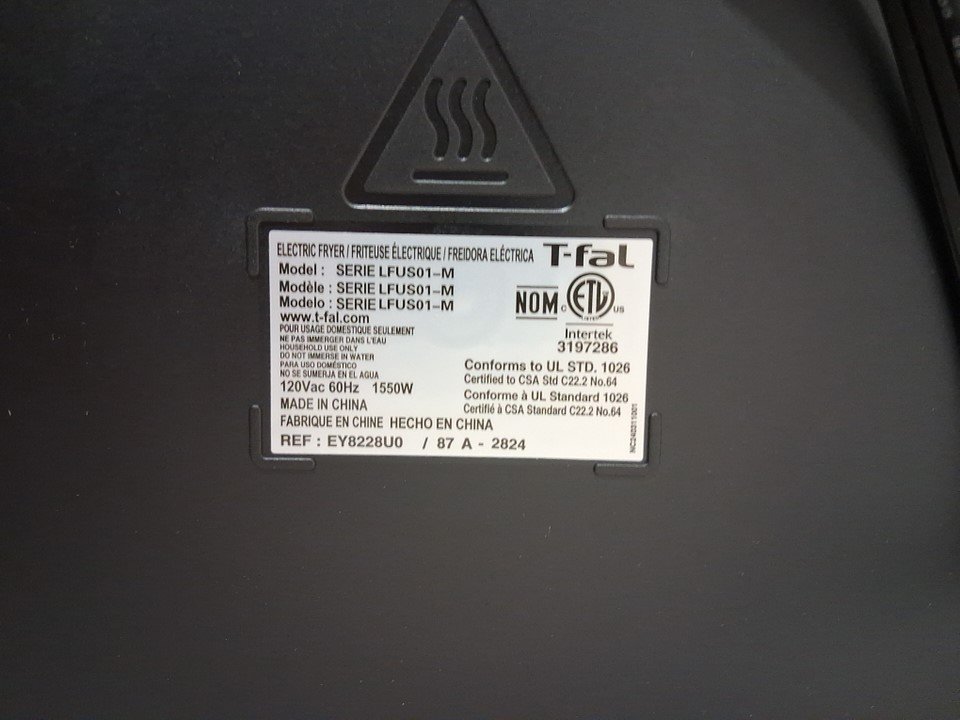 ELECTRIC FRYER / FRITEUSE ÉLECTRIQUE / FREIDORA ELÉCTRICA
T-fal
Model : SERIE LFUS01-M
Modèle : SERIE LFUS01-M
Modelo : SERIE LFUS01-M
www.t-fal.com
POUR USAGE DOMESTIQUE SEULEMENT
NE PAS IMMERGER DANS L'EAU
HOUSEHOLD USE ONLY
DO NOT IMMERSE IN WATER
PARA USO DOMÉSTICO
NO SE SUMERJA EN EL AGUA
120Vac 60Hz 1550W
MADE IN CHINA
FABRIQUE EN CHINE HECHO EN CHINA
REF : EY8228U0 / 87 A - 2824
NOM
C ETL US
Intertek
3197286
Conforms to UL STD. 1026
Certified to CSA Std C22.2 No.64
Conforme à UL Standard 1026
Certifié à CSA Standard C22.2 No.64